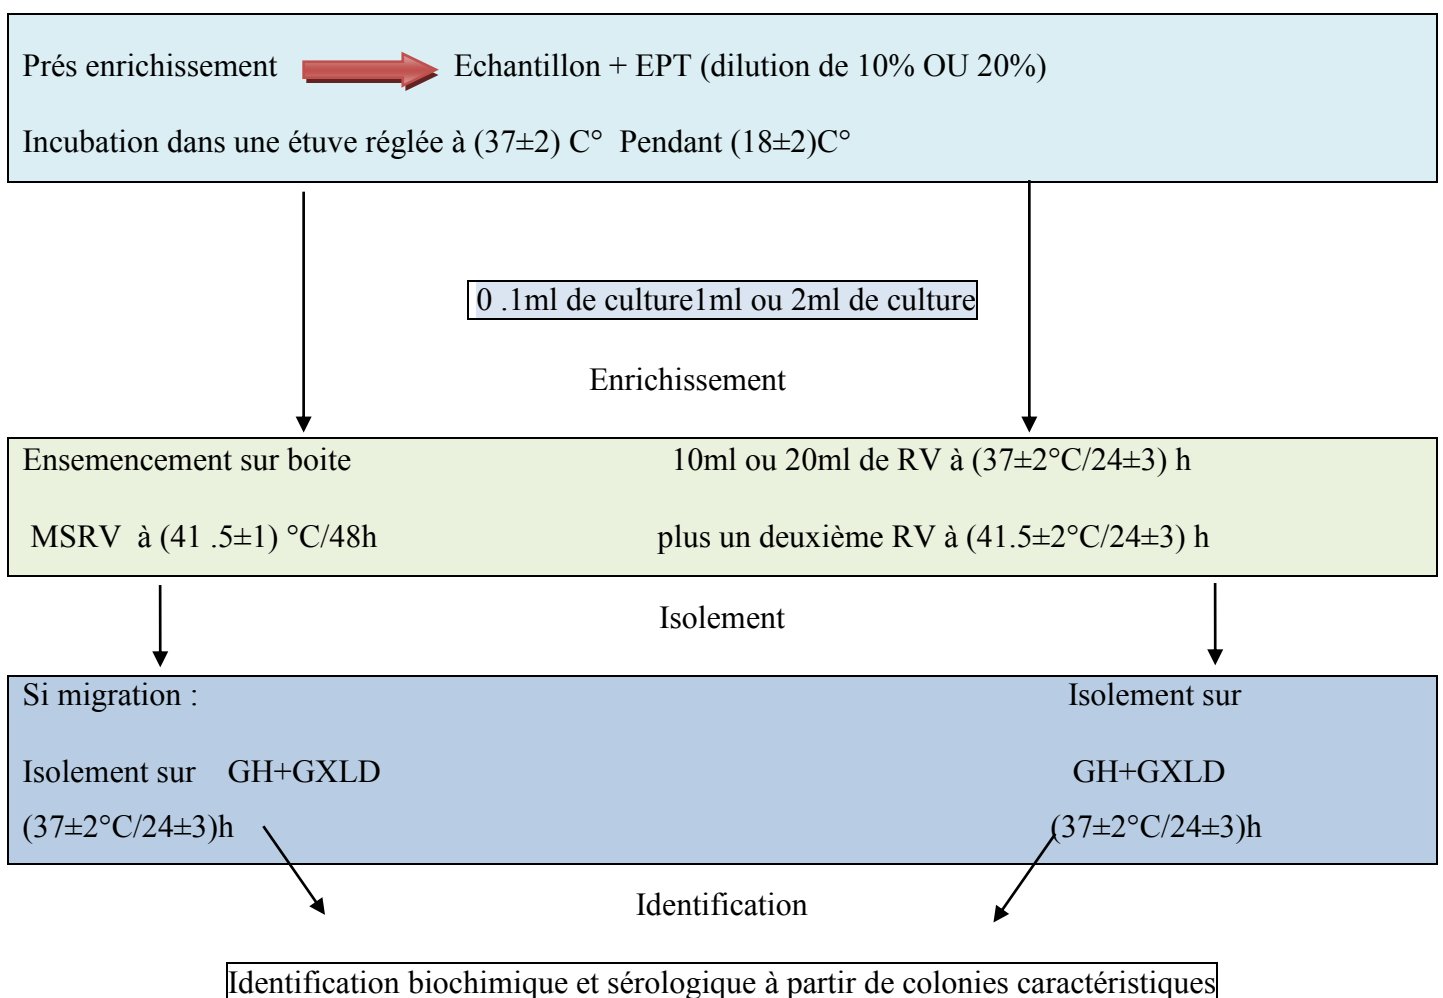 Prés enrichissement Echantillon + EPT (dilution de 10% OU 20%)
Incubation dans une étuve réglée à (37±2) C° Pendant (18±2)C°
0 .1ml de culture1ml ou 2ml de culture
Enrichissement
Ensemencement sur boite 10ml ou 20ml de RV à (37±2°C/24±3) h
MSRV à (41 .5±1) °C/48h plus un deuxième RV à (41.5±2°C/24±3) h
Isolement
Si migration : Isolement sur
Isolement sur GH+GXLD GH+GXLD
(37±2°C/24±3)h (37±2°C/24±3)h
Identification
Identification biochimique et sérologique à partir de colonies caractéristiques